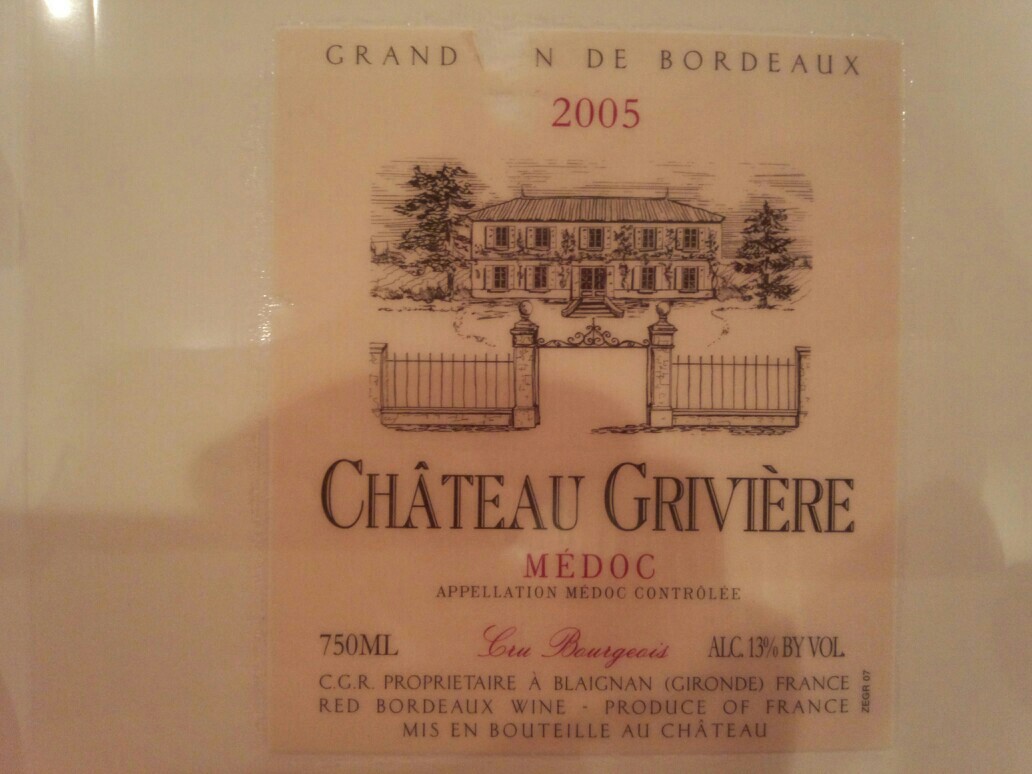 GRAND N DE BORDEAUX
2005
CHÂTEAU GRIVIÈRE
MÉDOC
APPELLATION MÉDOC CONTRÔLÉE
750ML Cru Bourgeois ALC. 13% BY VOL.
C.G.R. PROPRIETAIRE À BLAIGNAN (GIRONDE) FRANCE
RED BORDEAUX WINE - PRODUCE OF FRANCE
MIS EN BOUTEILLE AU CHÂTEAU
ZEGR 07